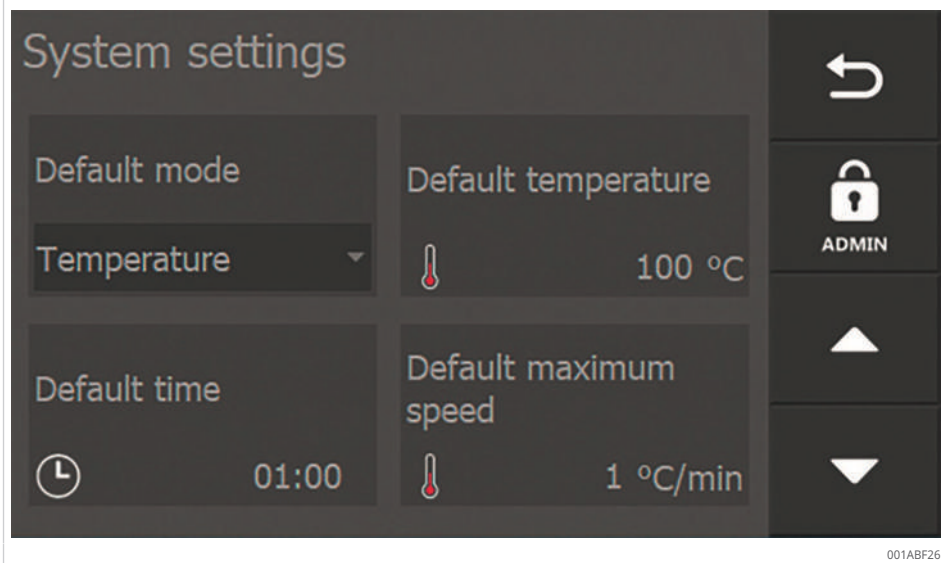 System settings
Default mode
Temperature
Default temperature
100 °C
Default time
01:00
Default maximum
speed
1 °C/min
ADMIN
001ABF26